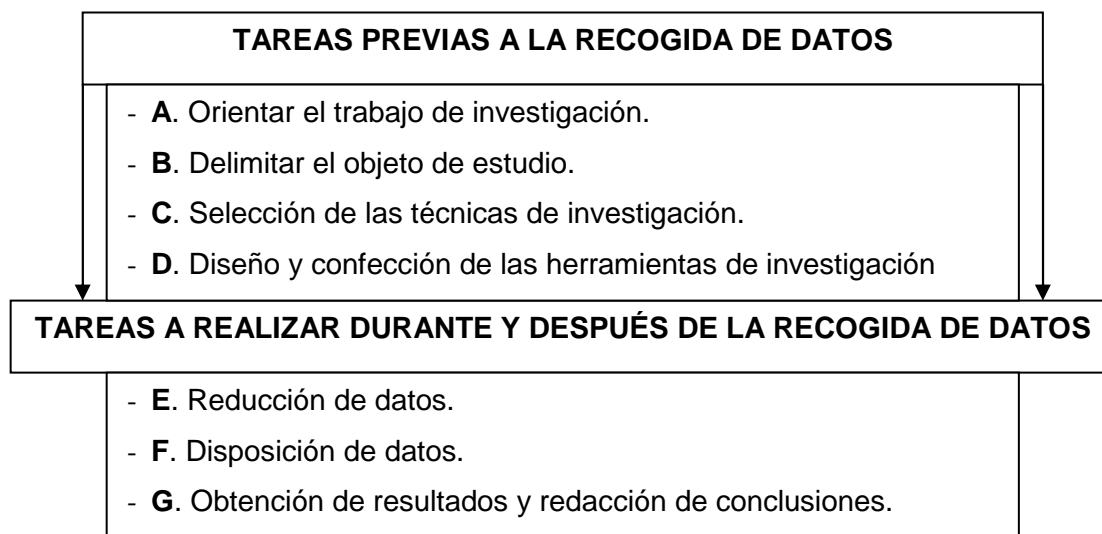 TAREAS PREVIAS A LA RECOGIDA DE DATOS
- A. Orientar el trabajo de investigación.
- B. Delimitar el objeto de estudio.
- C. Selección de las técnicas de investigación.
- D. Diseño y confección de las herramientas de investigación
TAREAS A REALIZAR DURANTE Y DESPUÉS DE LA RECOGIDA DE DATOS
- E. Reducción de datos.
- F. Disposición de datos.
- G. Obtención de resultados y redacción de conclusiones.